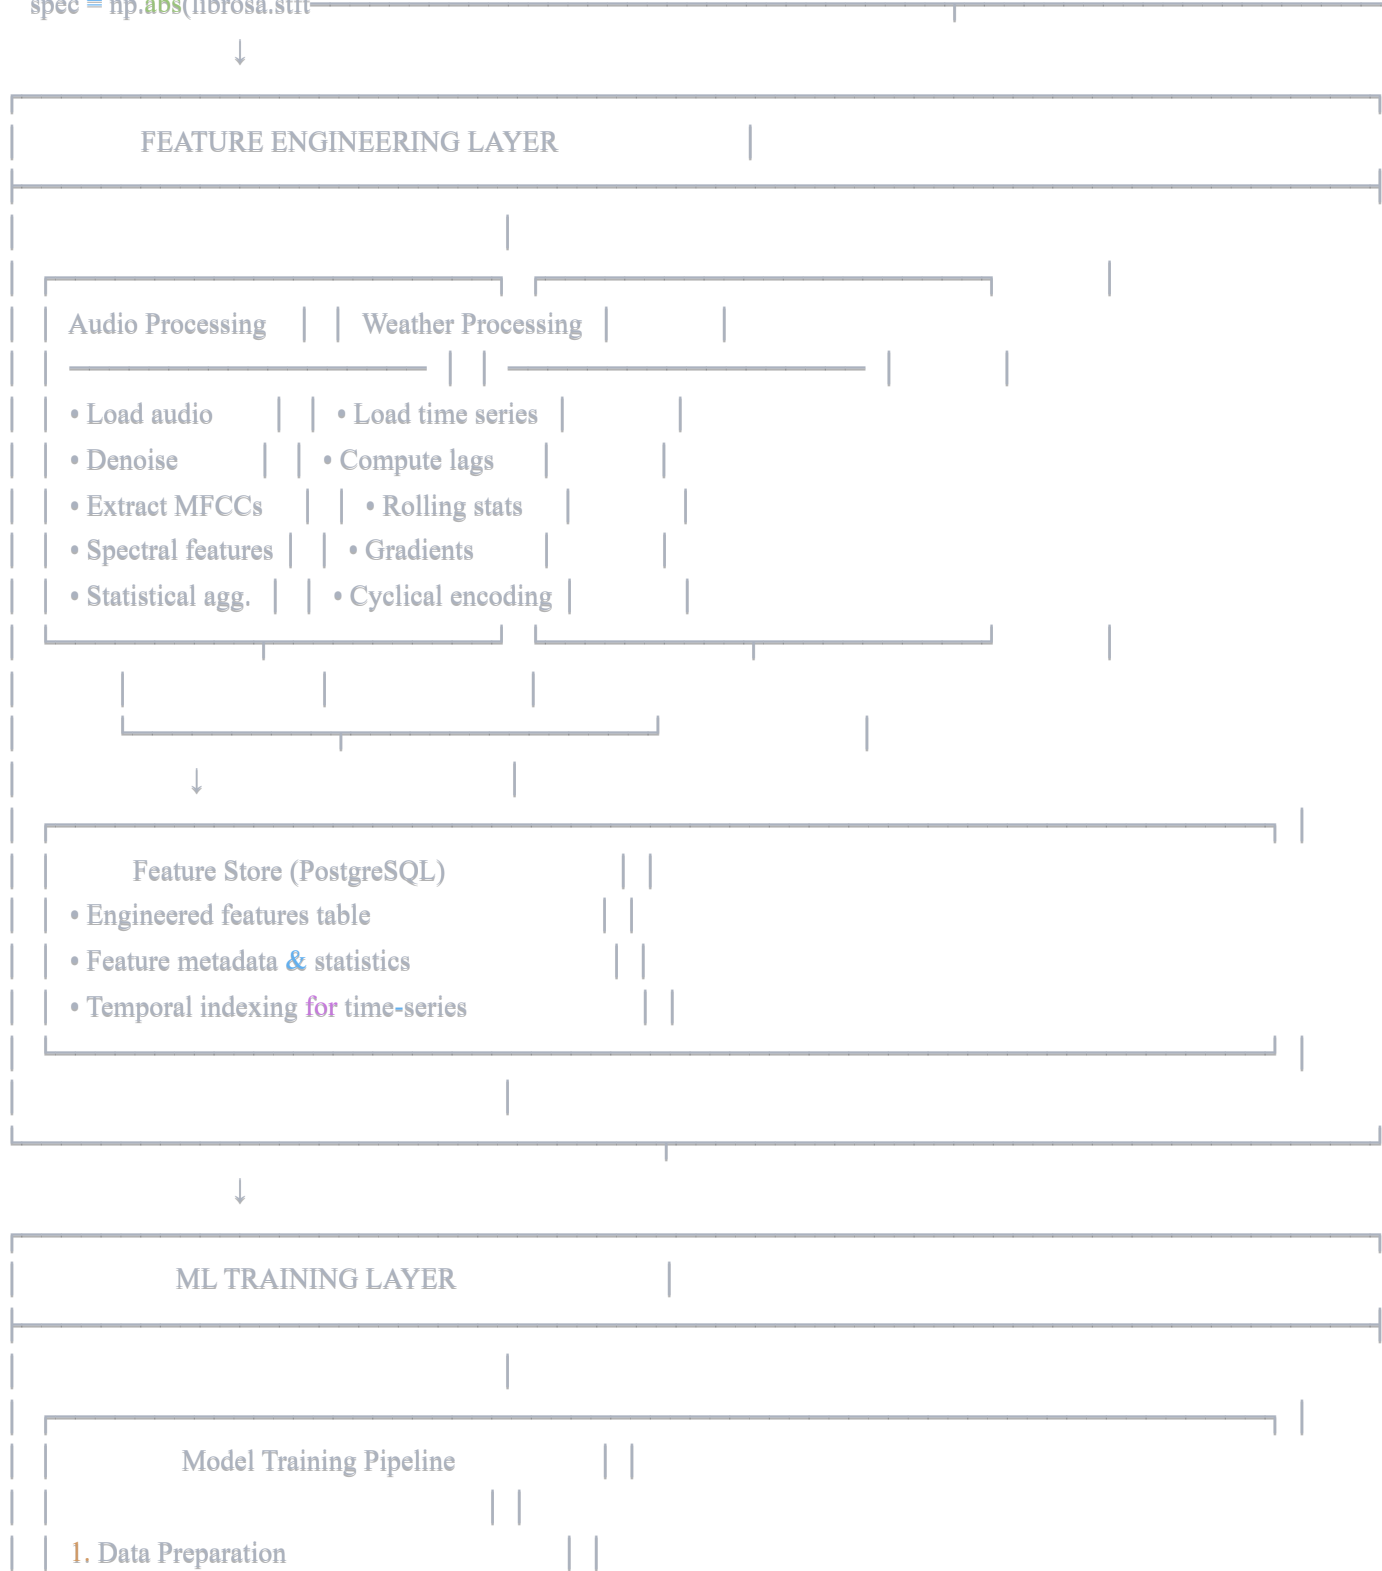 spec = np.abs(librosa.stft
↓
FEATURE ENGINEERING LAYER
Audio Processing Weather Processing
• Load audio • Load time series
• Denoise • Compute lags
• Extract MFCCs • Rolling stats
• Spectral features • Gradients
• Statistical agg. • Cyclical encoding
↓
Feature Store (PostgreSQL)
• Engineered features table
• Feature metadata & statistics
• Temporal indexing for time-series
↓
ML TRAINING LAYER
Model Training Pipeline
1. Data Preparation